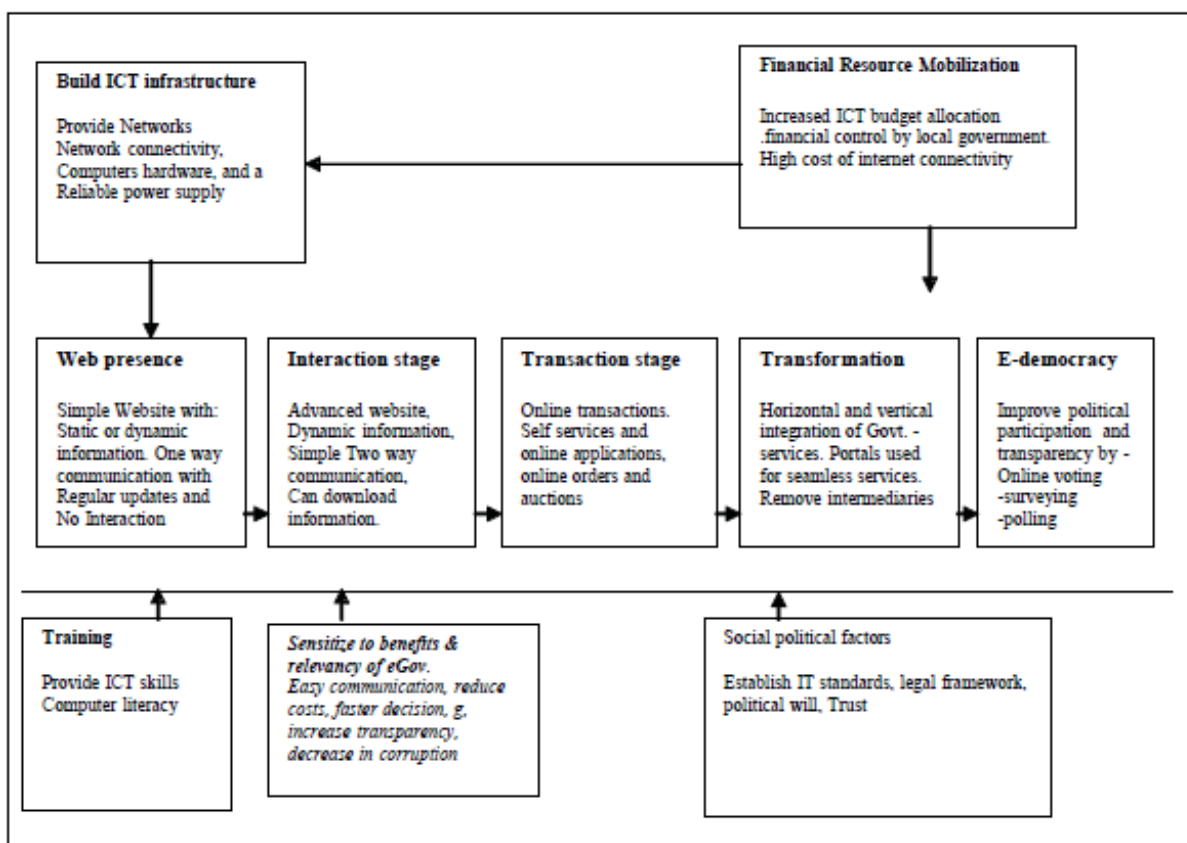 Build ICT infrastructure
Provide Networks
Network connectivity,
Computers hardware, and a
Reliable power supply
Financial Resource Mobilization
Increased ICT budget allocation
.financial control by local government.
High cost of internet connectivity
Web presence
Simple Website with:
Static or dynamic
information. One way
communication with
Regular updates and
No Interaction
Interaction stage
Advanced website,
Dynamic information,
Simple Two way
communication,
Can download
information.
Transaction stage
Online transactions.
Self services and
online applications,
online orders and
auctions
Transformation
Horizontal and vertical
integration of Govt. -
services. Portals used
for seamless services.
Remove intermediaries
E-democracy
Improve political
participation and
transparency by -
Online voting
-surveying
-polling
Training
Provide ICT skills
Computer literacy
Sensitize to benefits &
relevancy of eGov.
Easy communication, reduce
costs, faster decision, g,
increase transparency,
decrease in corruption
Social political factors
Establish IT standards, legal framework,
political will, Trust